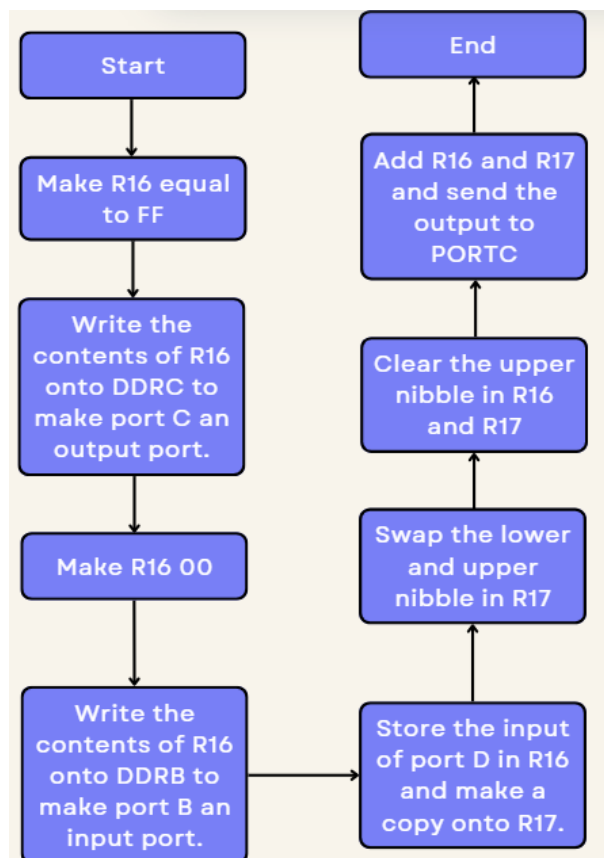 Start
Make R16 equal
to FF
Write the
contents of R16
onto DDRC to
make port C an
output port.
Make R16 00
Write the
contents of R16
onto DDRB to
make port B an
input port.
Store the input
of port D in R16
and make a
copy onto R17.
Swap the lower
and upper
nibble in R17
Clear the upper
nibble in R16
and R17
Add R16 and R17
and send the
output to
PORTC
End